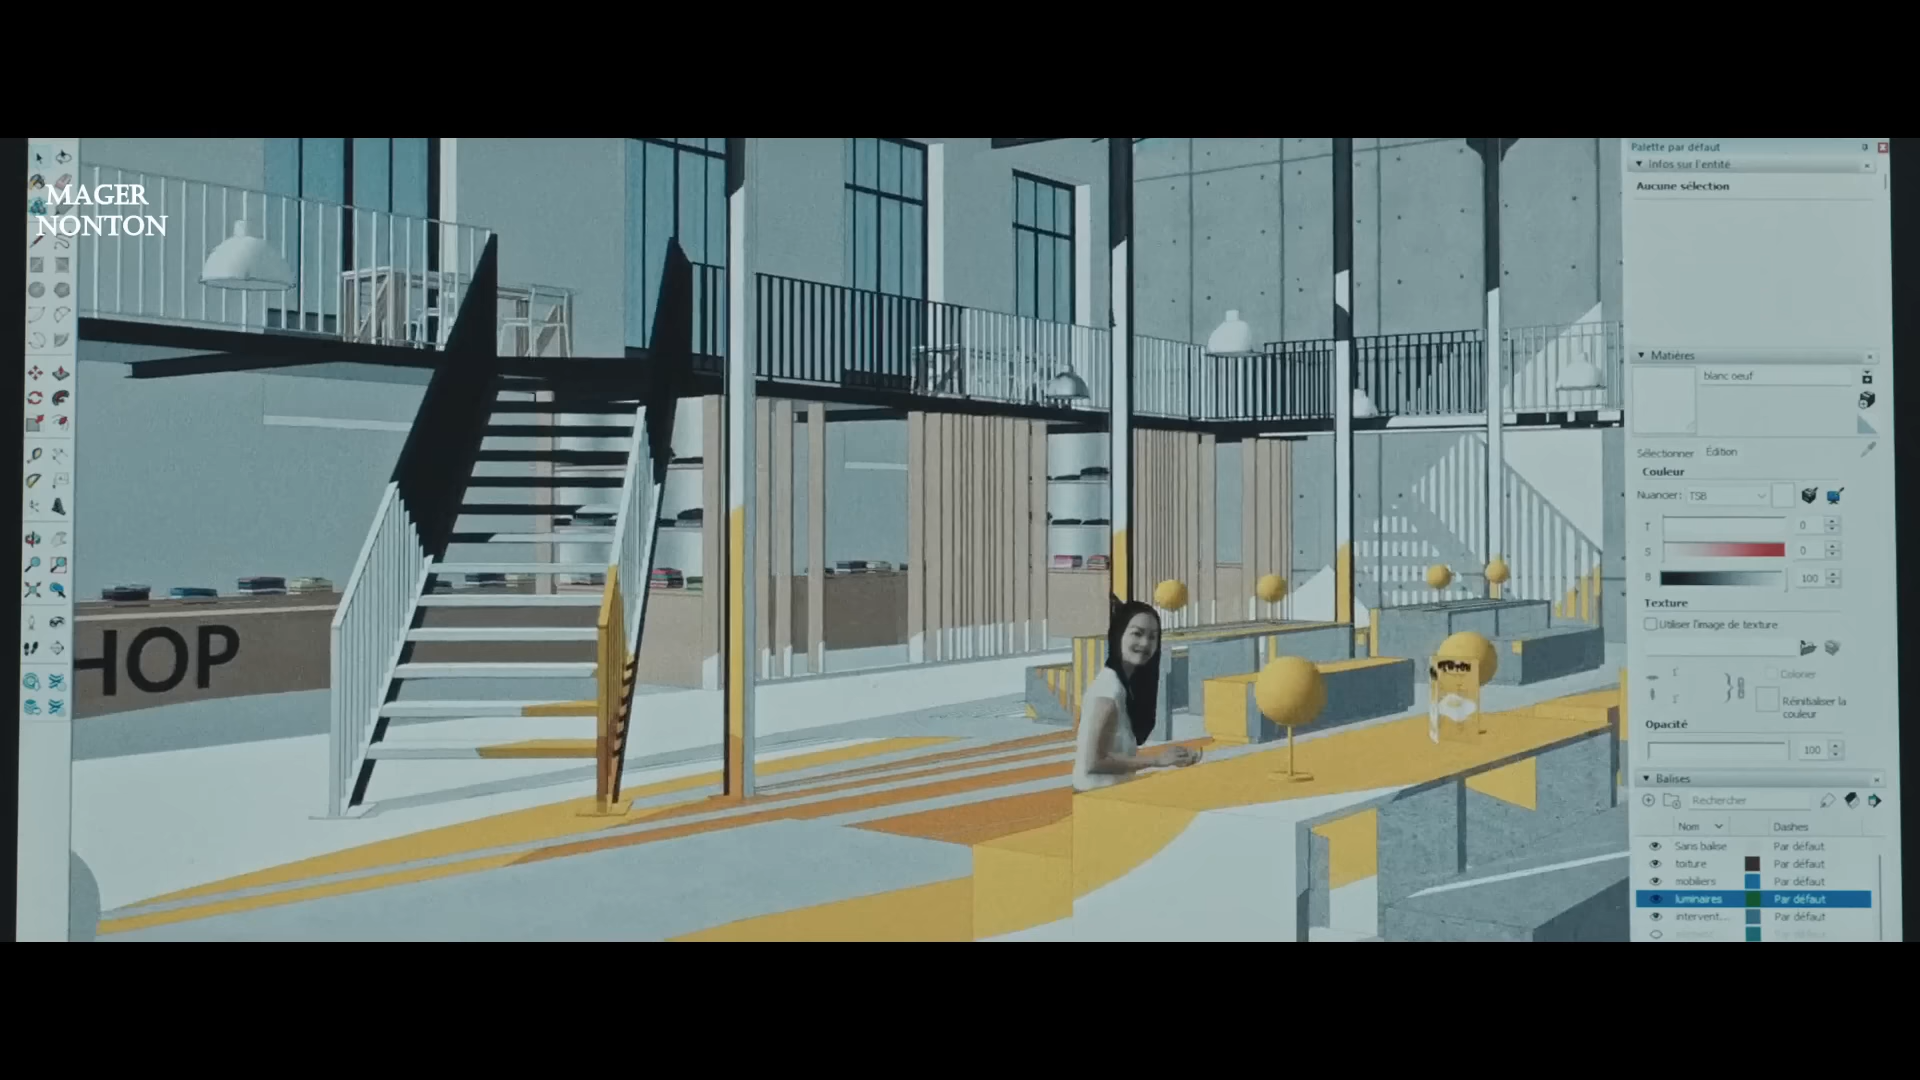 MAGER
NONTON
HOP
Palette par défaut
Infos sur l'entité
Aucune sélection
Matières
blanc oeuf
Sélectionner Édition
Couleur
Nuancier: TSB
T 0
S 0
B 100
Texture
Utiliser l'image de texture
Coloriser
Réinitialiser la
couleur
Opacité
100
Balises
Rechercher
Nom Dashes
Sans balise Par défaut
toiture Par défaut
mobiliers Par défaut
luminaires Par défaut
intervent... Par défaut